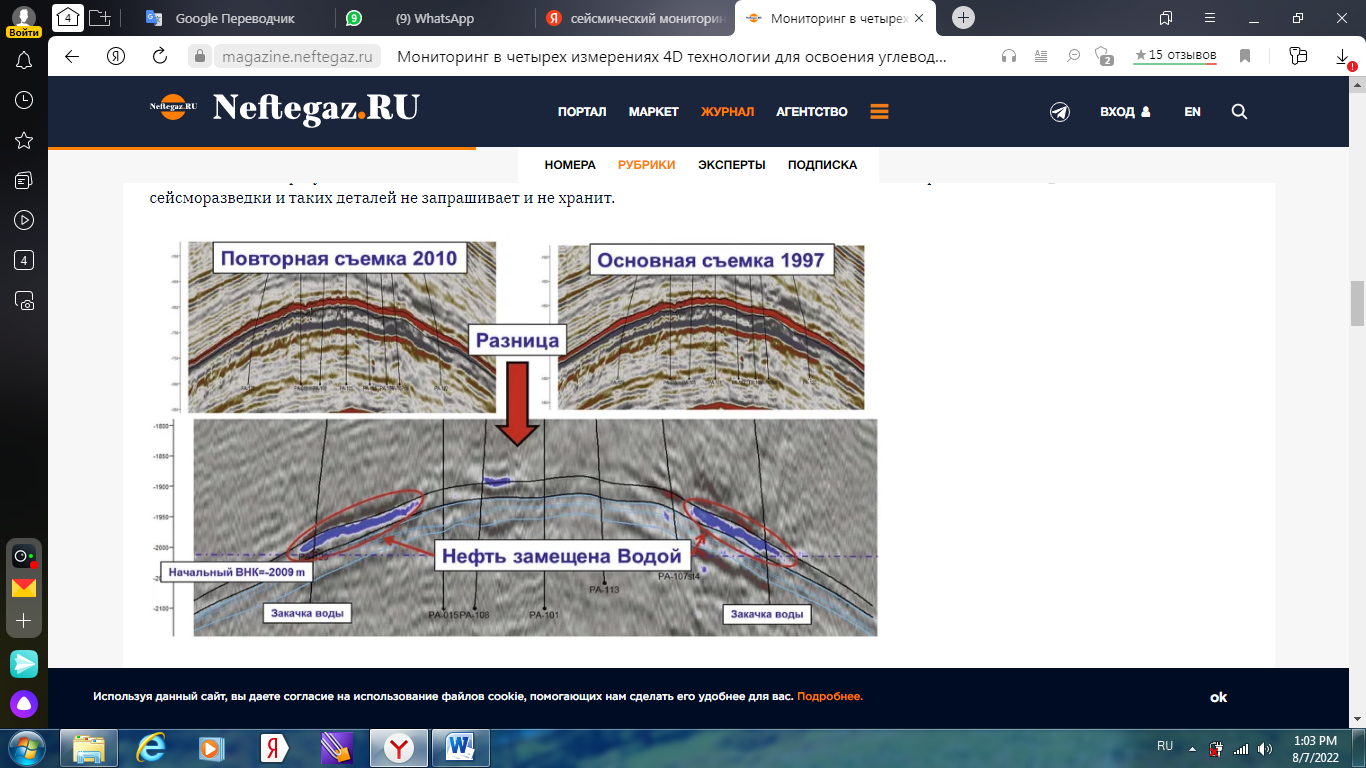 Войти
Google Переводчик
9
(9) WhatsApp
Я
сейсмический мониторин
Мониторинг в четырех
Я
magazine.neftegaz.ru
Мониторинг в четырех измерениях 4D технологии для освоения углевод...
2
★15 отзывов
Neftegaz.RU
Neftegaz.RU
ПОРТАЛ
МАРКЕТ
ЖУРНАЛ
АГЕНТСТВО
ВХОД
EN
НОМЕРА
РУБРИКИ
ЭКСПЕРТЫ
ПОДПИСКА
сейсморазведки и таких деталей не запрашивает и не хранит.
Повторная съемка 2010
Основная съемка 1997
Разница
-1800
-1850
-1900
-1950
-2000
-2100
Нефть замещена Водой
Начальный ВНК=-2009 m
PA-107st4
PA-113
Закачка воды
PA-015
PA-106
PA-101
Закачка воды
4
Используя данный сайт, вы даете согласие на использование файлов cookie, помогающих нам сделать его удобнее для вас. Подробнее.
ok
RU
1:03 PM
8/7/2022